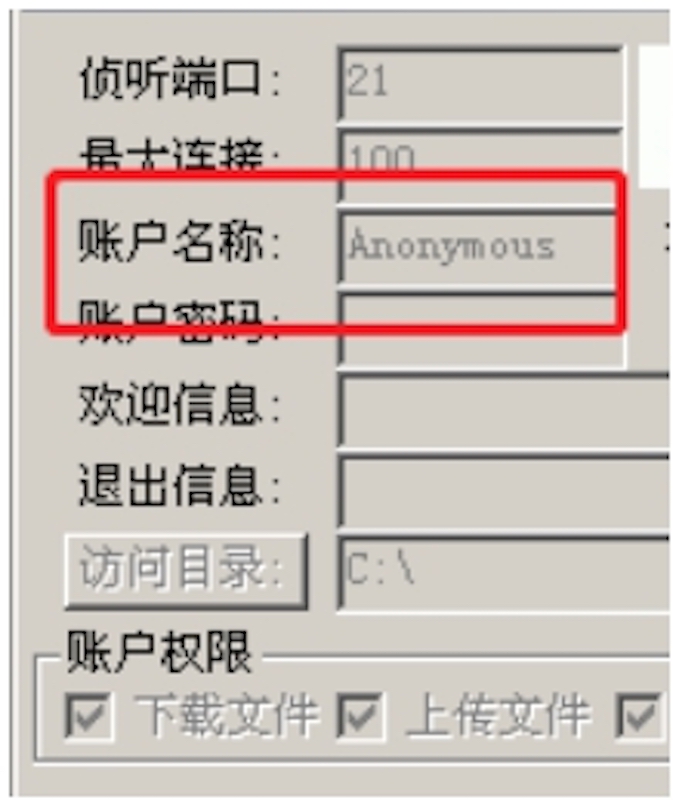 侦听端口: 21
最大连接: 100
账户名称: Anonymous
账户密码:
欢迎信息:
退出信息:
访问目录: C:\
账户权限
下载文件 上传文件